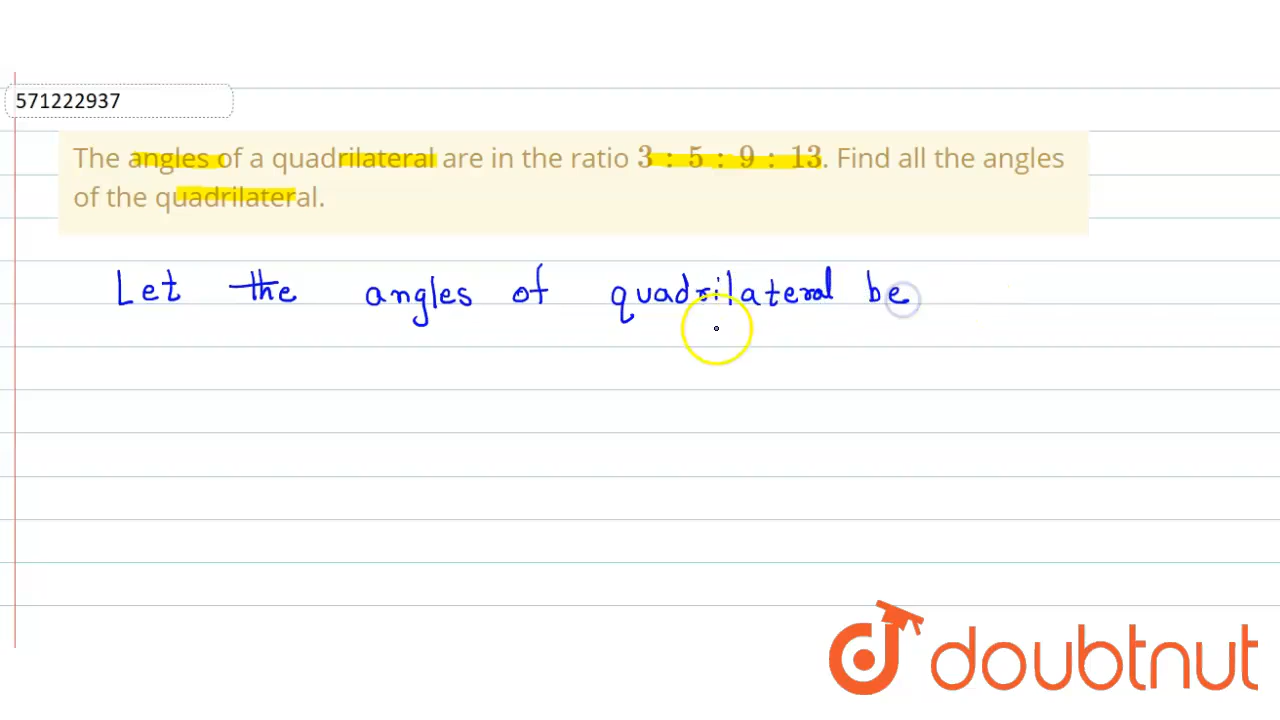 571222937
The angles of a quadrilateral are in the ratio 3 : 5 : 9 : 13. Find all the angles
of the quadrilateral.
Let the angles of quadrilateral be
doubtnut